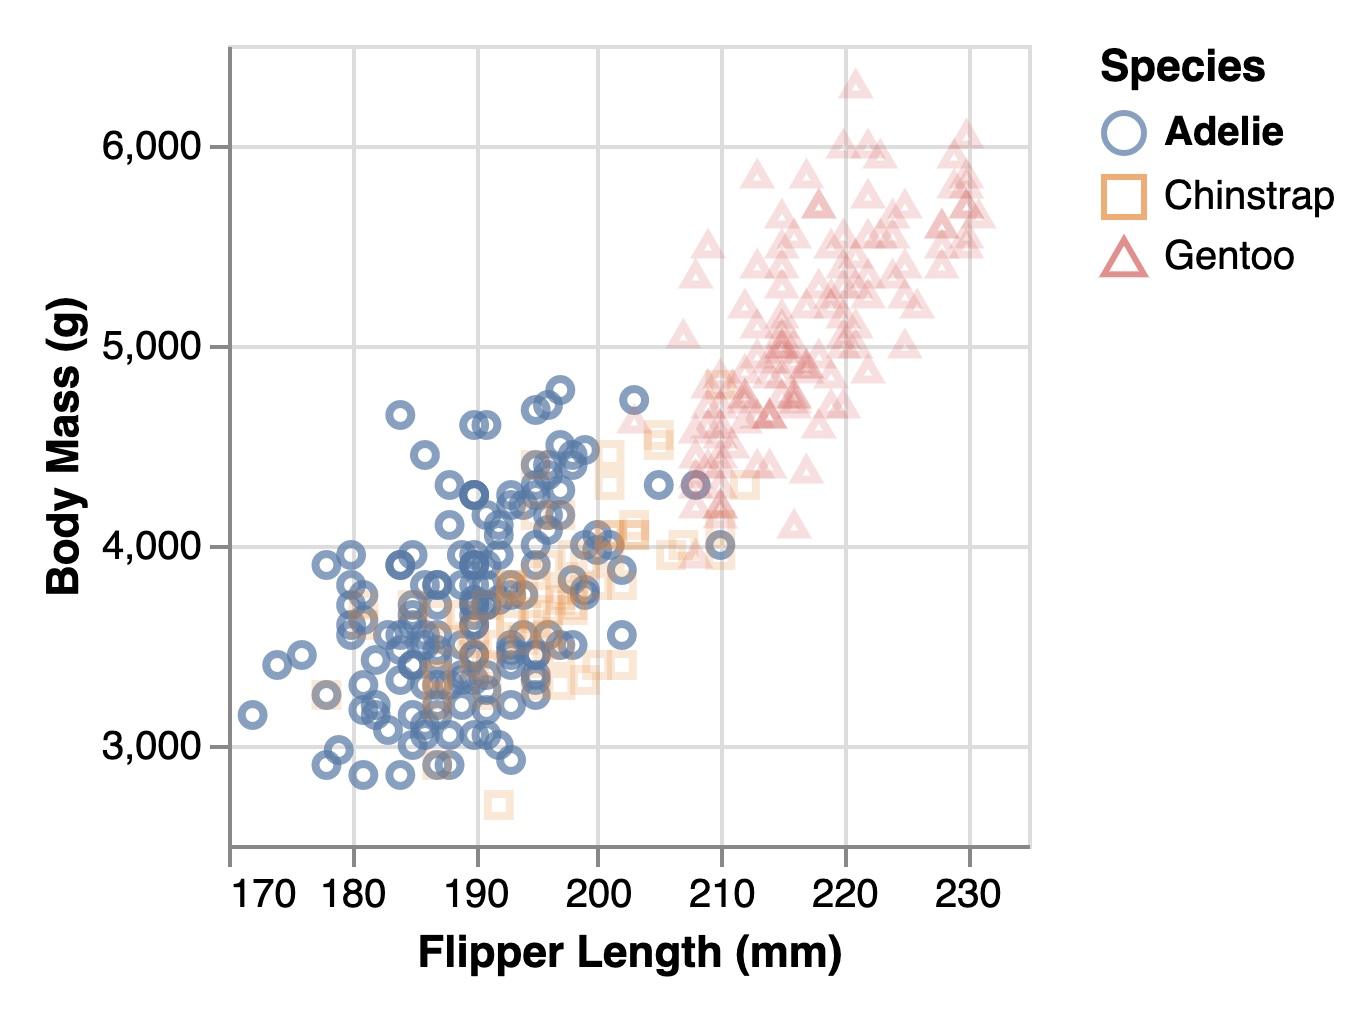 Species
Adelie
Chinstrap
Gentoo
Body Mass (g)
6,000
5,000
4,000
3,000
170 180 190 200 210 220 230
Flipper Length (mm)